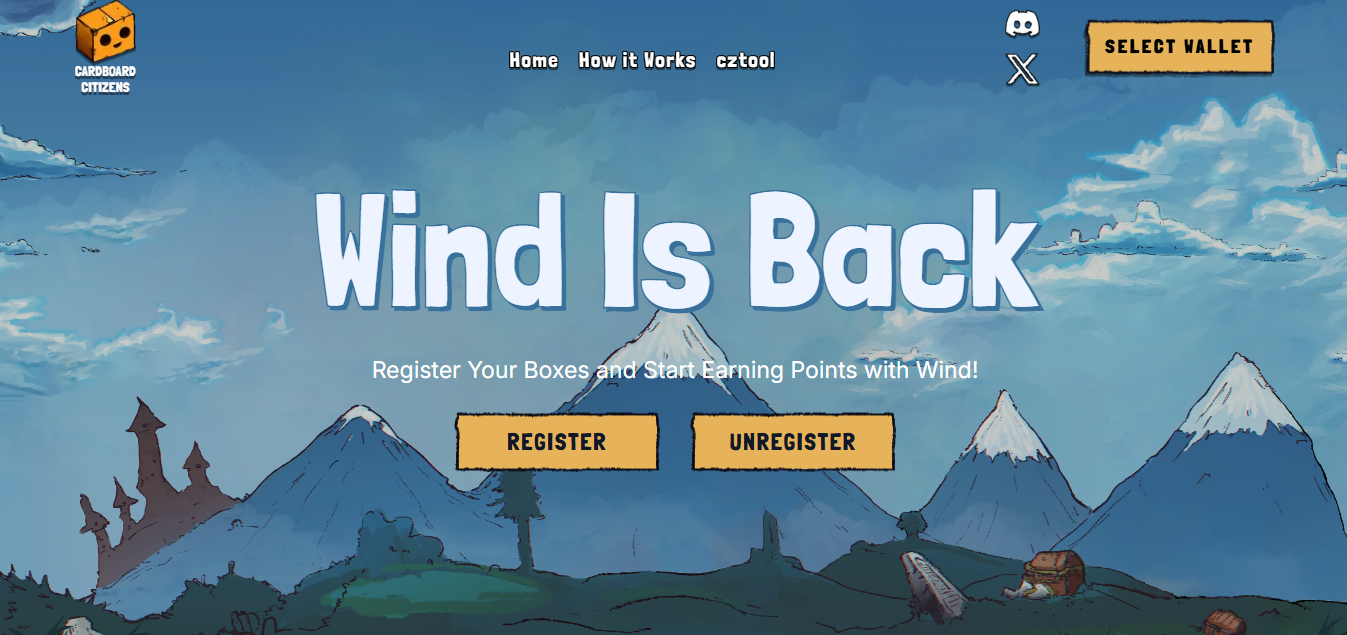 CARDBOARD
CITIZENS
Home
How it Works
cztool
SELECT WALLET
Wind Is Back
Register Your Boxes and Start Earning Points with Wind!
REGISTER
UNREGISTER